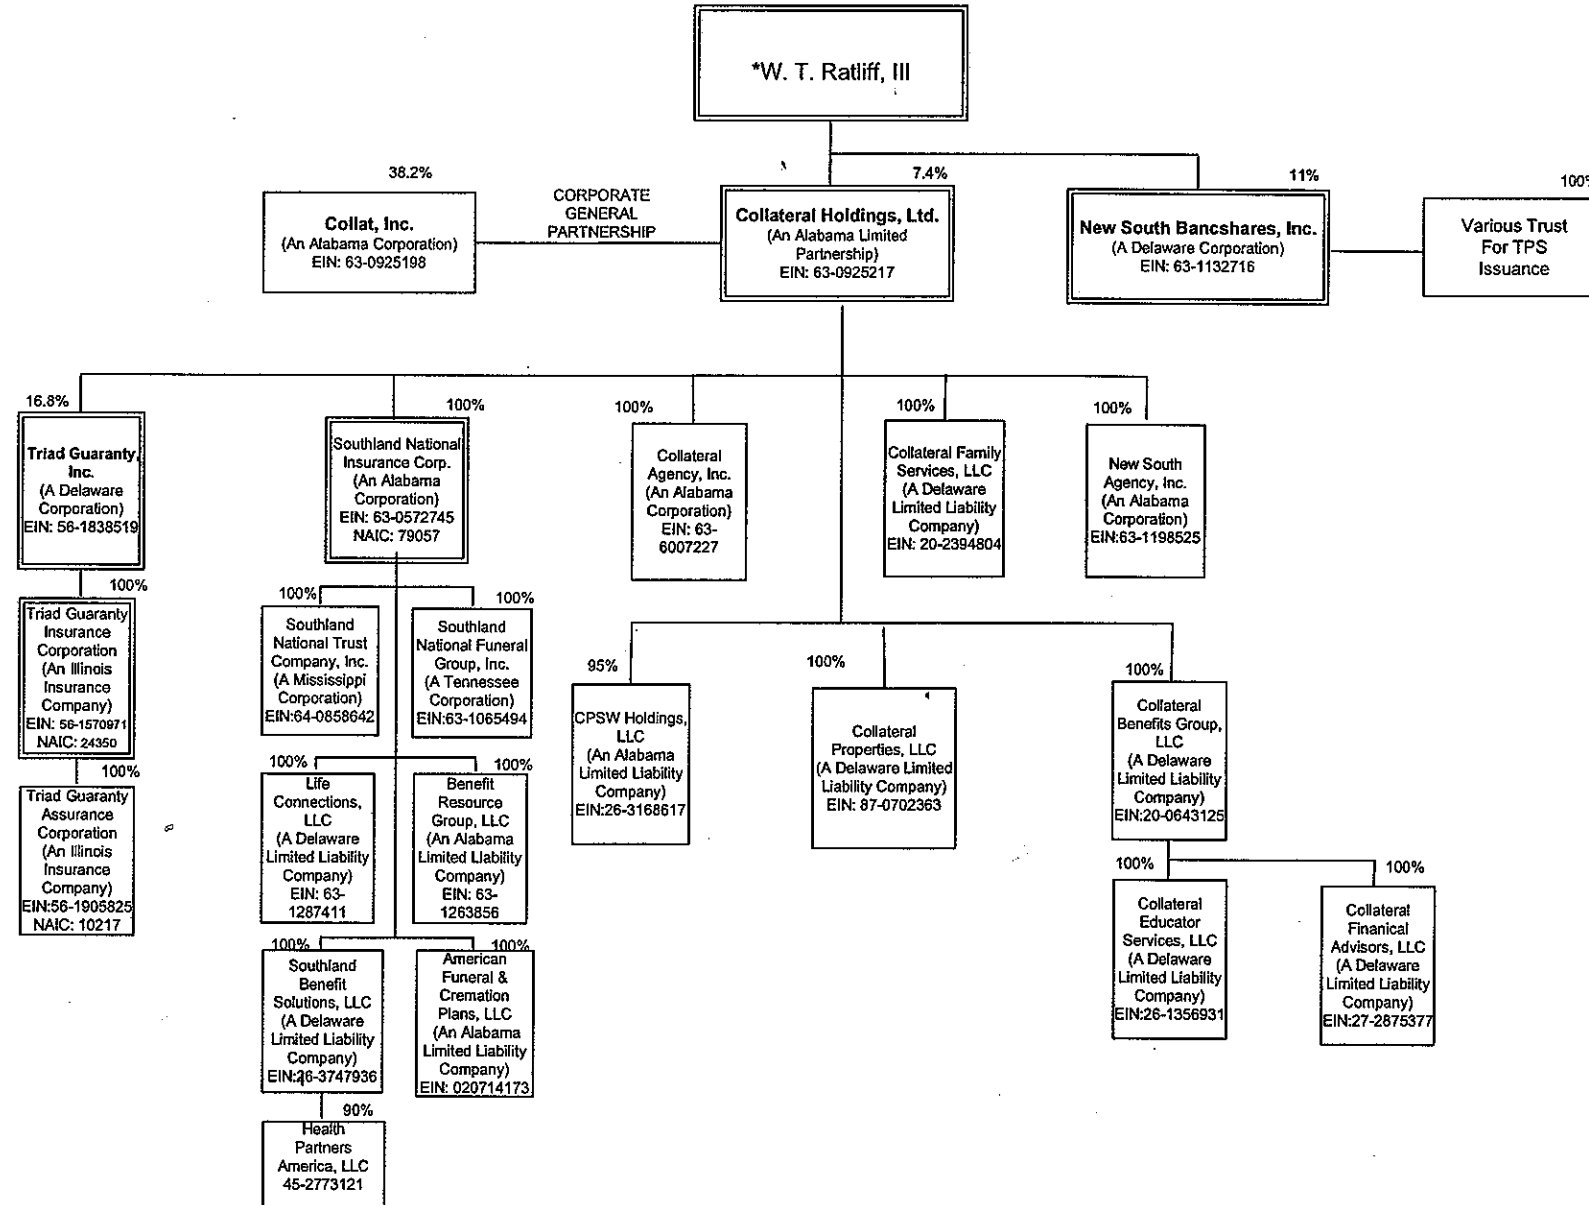 *W. T. Ratliff, III
38.2%
Collat, Inc.
(An Alabama Corporation)
EIN: 63-0925198
CORPORATE
GENERAL
PARTNERSHIP
7.4%
Collateral Holdings, Ltd.
(An Alabama Limited
Partnership)
EIN: 63-0925217
11%
New South Bancshares, Inc.
(A Delaware Corporation)
EIN: 63-1132716
100%
Various Trust
For TPS
Issuance
16.8%
Triad Guaranty,
Inc.
(A Delaware
Corporation)
EIN: 56-1838519
100%
Southland National
Insurance Corp.
(An Alabama
Corporation)
EIN: 63-0572745
NAIC: 79057
100%
Collateral
Agency, Inc.
(An Alabama
Corporation)
EIN: 63-
6007227
100%
Collateral Family
Services, LLC
(A Delaware
Limited Liability
Company)
EIN: 20-2394804
100%
New South
Agency, Inc.
(An Alabama
Corporation)
EIN:63-1198525
100%
Triad Guaranty
Insurance
Corporation
(An Illinois
Insurance
Company)
EIN: 56-1570971
NAIC: 24350
100%
Southland
National Trust
Company, Inc.
(A Mississippi
Corporation)
EIN:64-0858642
100%
Southland
National Funeral
Group, Inc.
(A Tennessee
Corporation)
EIN:63-1065494
95%
CPSW Holdings,
LLC
(An Alabama
Limited Liability
Company)
EIN:26-3168617
100%
Collateral
Properties, LLC
(A Delaware Limited
Liability Company)
EIN: 87-0702363
100%
Collateral
Benefits Group,
LLC
(A Delaware
Limited Liability
Company)
EIN:20-0643125
100%
Triad Guaranty
Assurance
Corporation
(An Illinois
Insurance
Company)
EIN:56-1905825
NAIC: 10217
100%
Life
Connections,
LLC
(A Delaware
Limited Liability
Company)
EIN: 63-
1287411
100%
Benefit
Resource
Group, LLC
(An Alabama
Limited Liability
Company)
EIN: 63-
1263856
100%
Collateral
Educator
Services, LLC
(A Delaware
Limited Liability
Company)
EIN:26-1356931
100%
Collateral
Finanical
Advisors, LLC
(A Delaware
Limited Liability
Company)
EIN:27-2875377
100%
Southland
Benefit
Solutions, LLC
(A Delaware
Limited Liability
Company)
EIN:26-3747936
100%
American
Funeral &
Cremation
Plans, LLC
(An Alabama
Limited Liability
Company)
EIN: 020714173
90%
Health
Partners
America, LLC
45-2773121